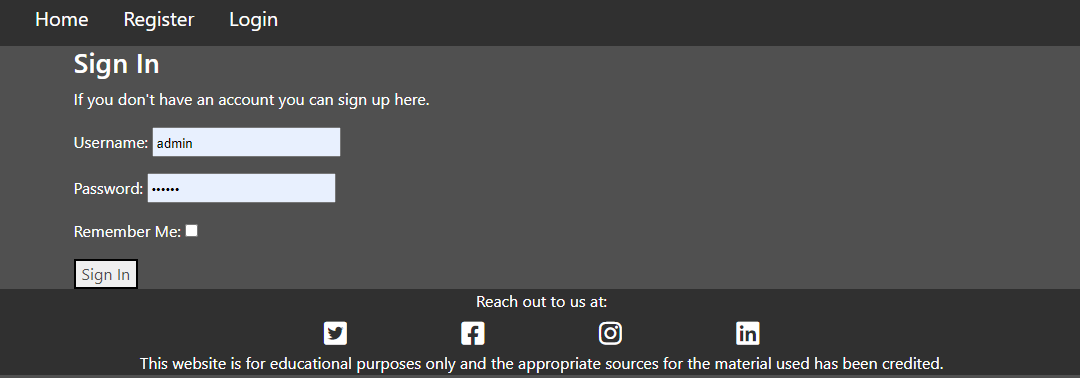 Home Register Login
Sign In
If you don't have an account you can sign up here.
Username: admin
Password: ••••••
Remember Me:
Sign In
Reach out to us at:
This website is for educational purposes only and the appropriate sources for the material used has been credited.